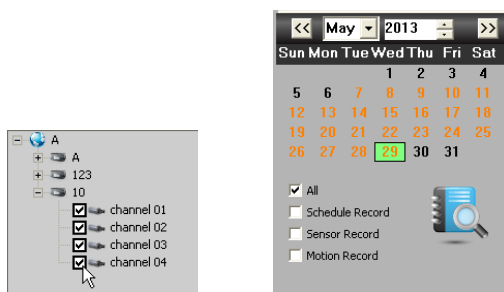 A
A
123
10
channel 01
channel 02
channel 03
channel 04
<< May 2013 >>
Sun Mon Tue Wed Thu Fri Sat
1 2 3 4
5 6 7 8 9 10 11
12 13 14 15 16 17 18
19 20 21 22 23 24 25
26 27 28 29 30 31
All
Schedule Record
Sensor Record
Motion Record